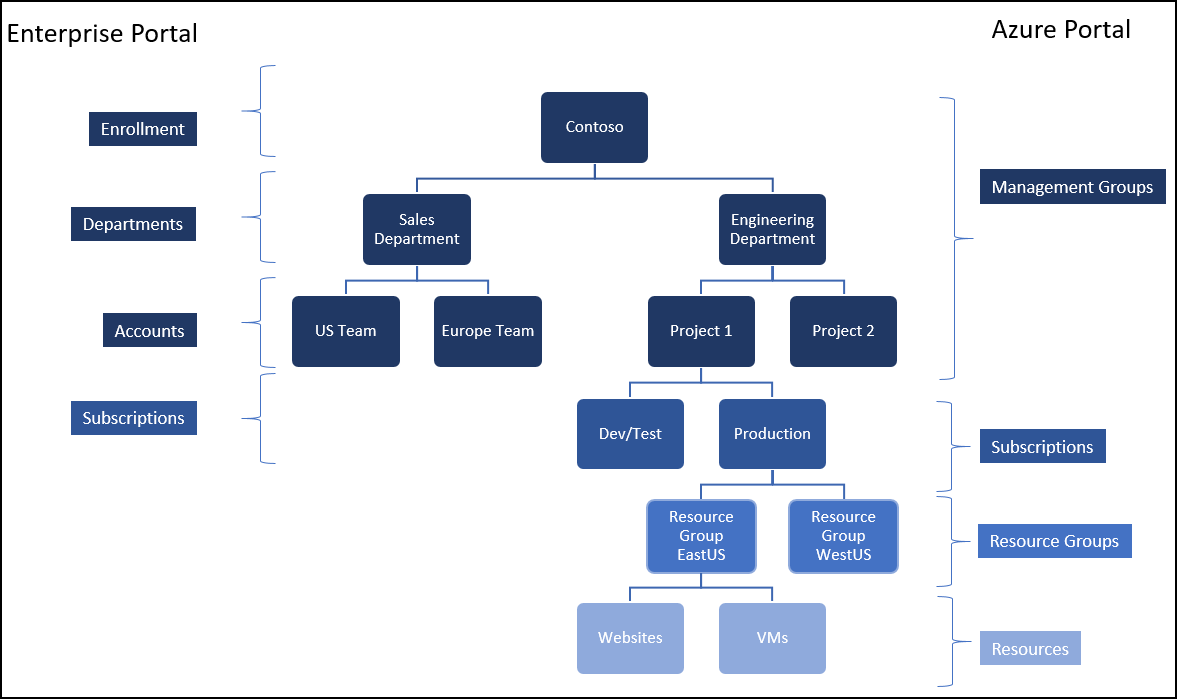 Enterprise Portal
Azure Portal
Enrollment
Contoso
Management Groups
Departments
Sales
Department
Engineering
Department
Accounts
US Team
Europe Team
Project 1
Project 2
Subscriptions
Dev/Test
Production
Subscriptions
Resource
Group
EastUS
Resource
Group
WestUS
Resource Groups
Websites
VMs
Resources